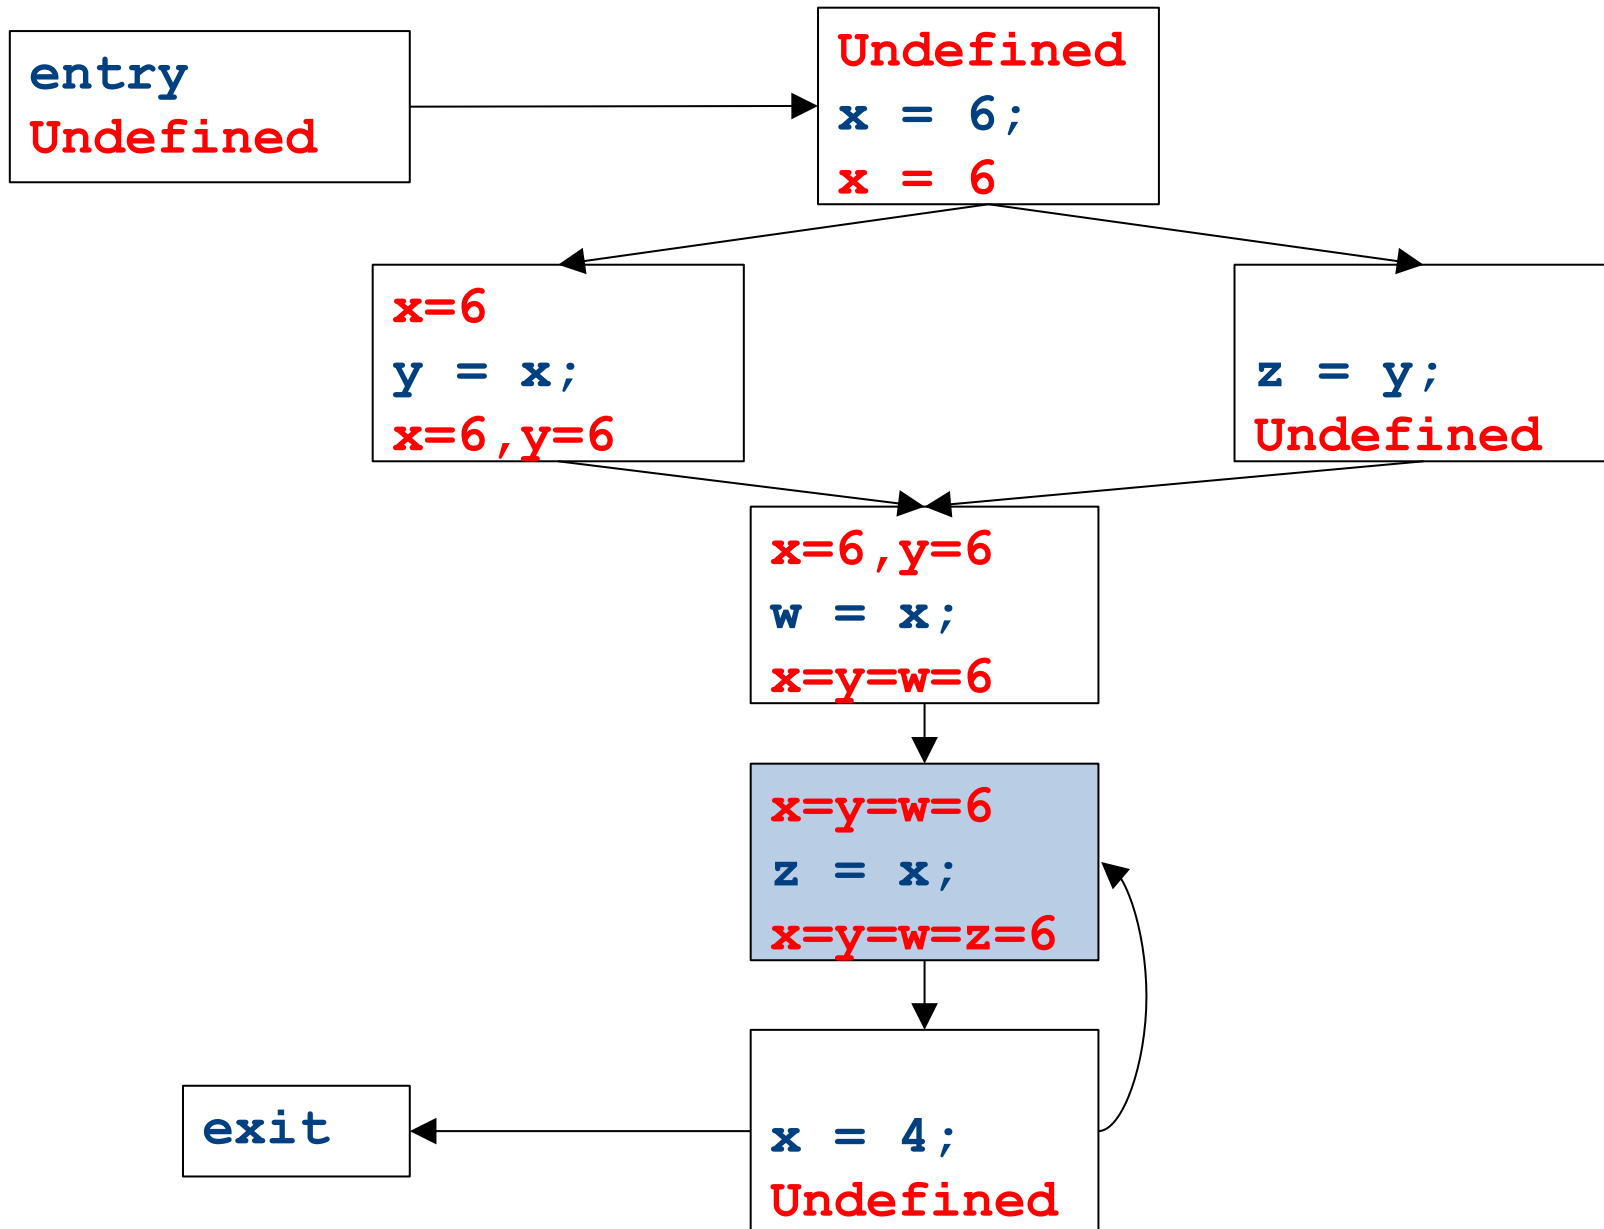 entry
Undefined
Undefined
x = 6;
x = 6
x=6
y = x;
x=6,y=6
z = y;
Undefined
x=6,y=6
w = x;
x=y=w=6
x=y=w=6
z = x;
x=y=w=z=6
exit
x = 4;
Undefined